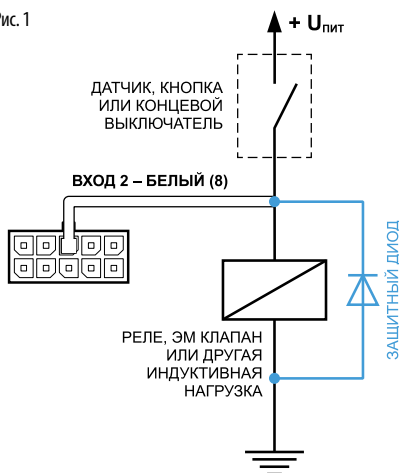 Рис. 1
+ Uпит
ДАТЧИК, КНОПКА
ИЛИ КОНЦЕВОЙ
ВЫКЛЮЧАТЕЛЬ
ВХОД 2 – БЕЛЫЙ (8)
ЗАЩИТНЫЙ ДИОД
РЕЛЕ, ЭМ КЛАПАН
ИЛИ ДРУГАЯ
ИНДУКТИВНАЯ
НАГРУЗКА